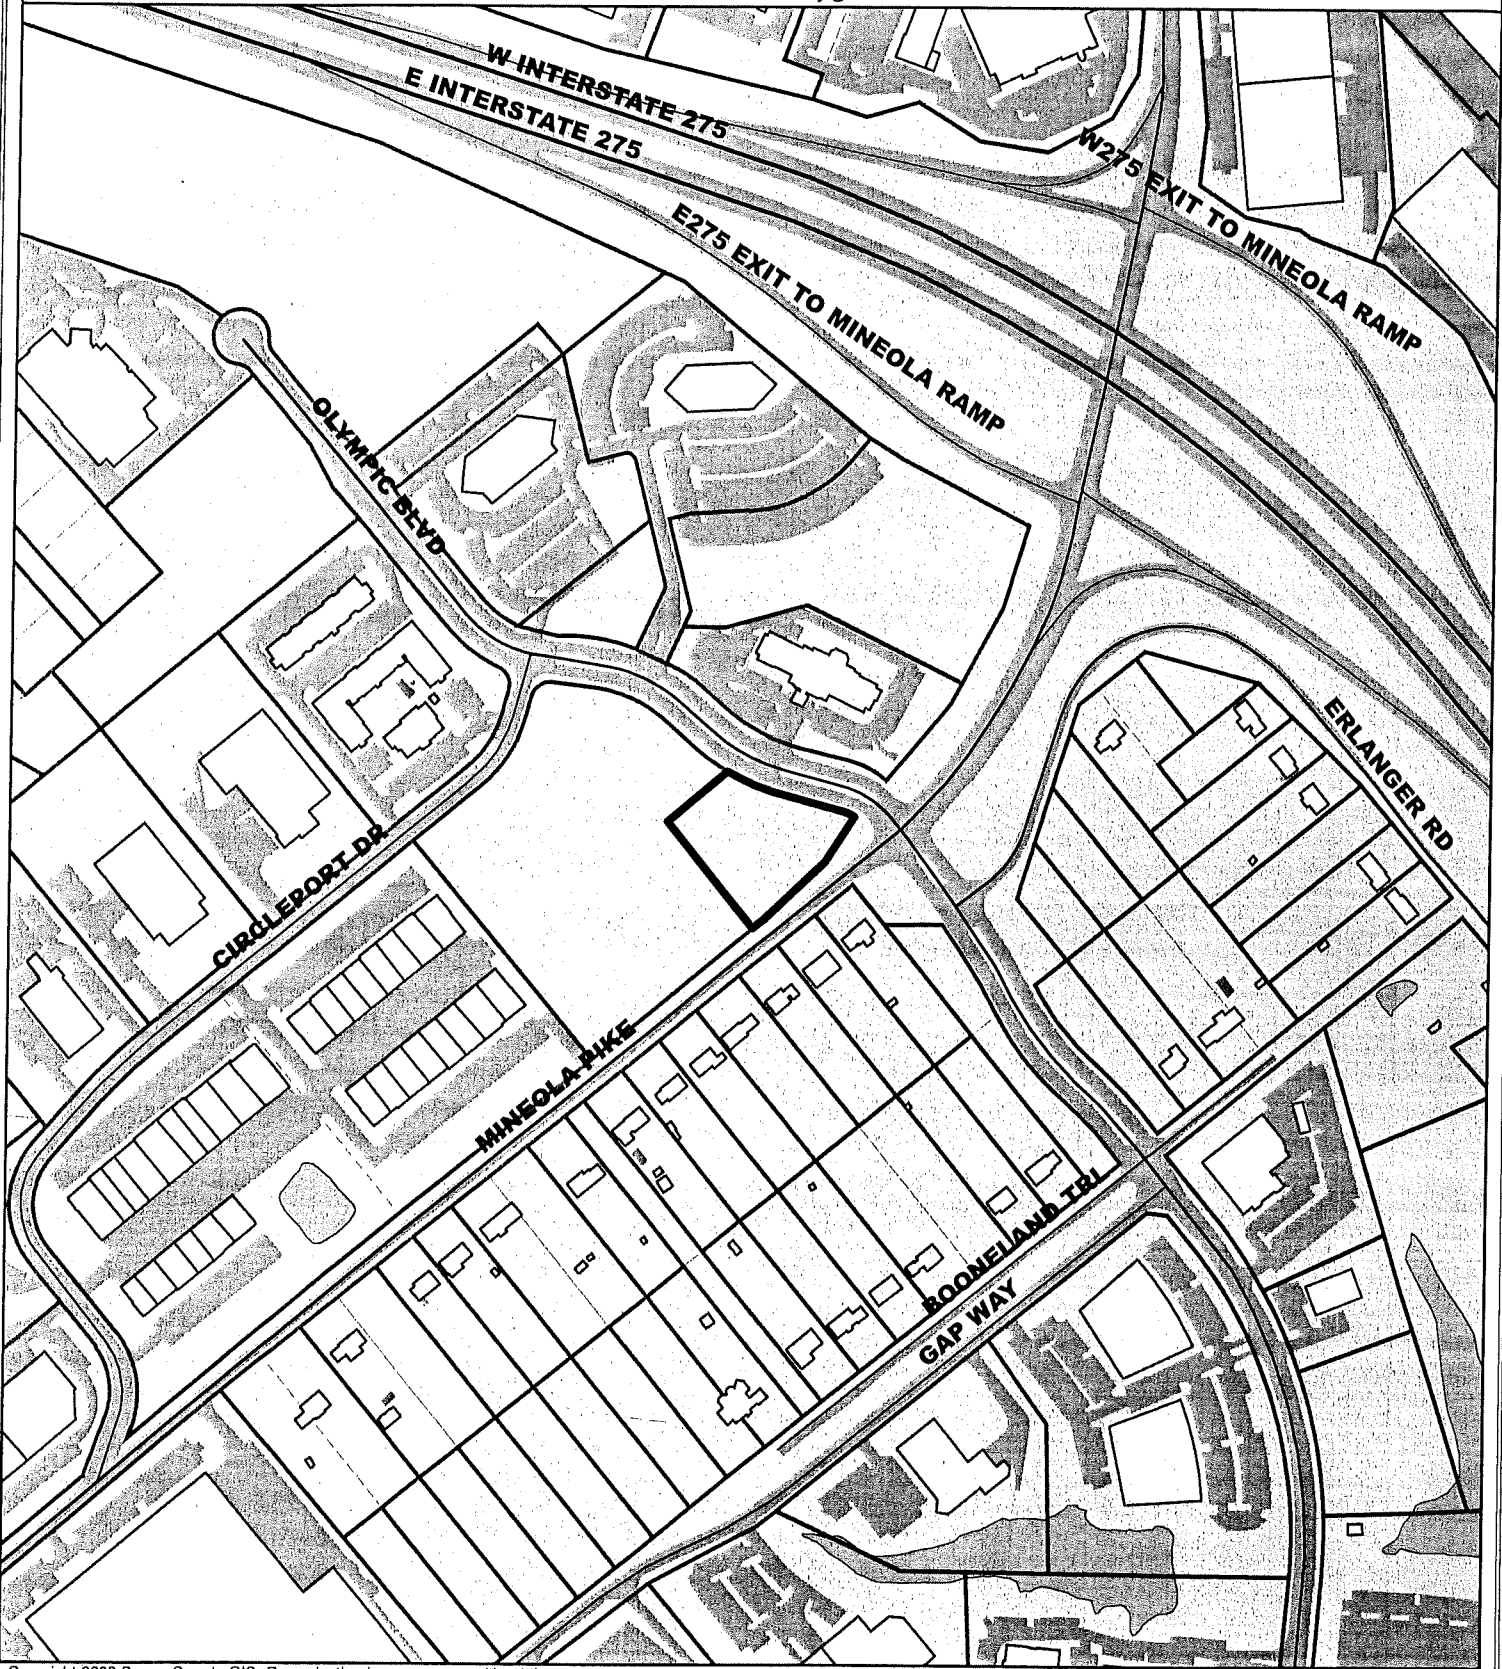 W INTERSTATE 275
E INTERSTATE 275
W275 EXIT TO MINEOLA RAMP
E275 EXIT TO MINEOLA RAMP
OLYMPIC BLVD
ERLANGER RD
CIRCLEPORT DR
MINEOLA PIKE
BOONELAND TRL
GAP WAY